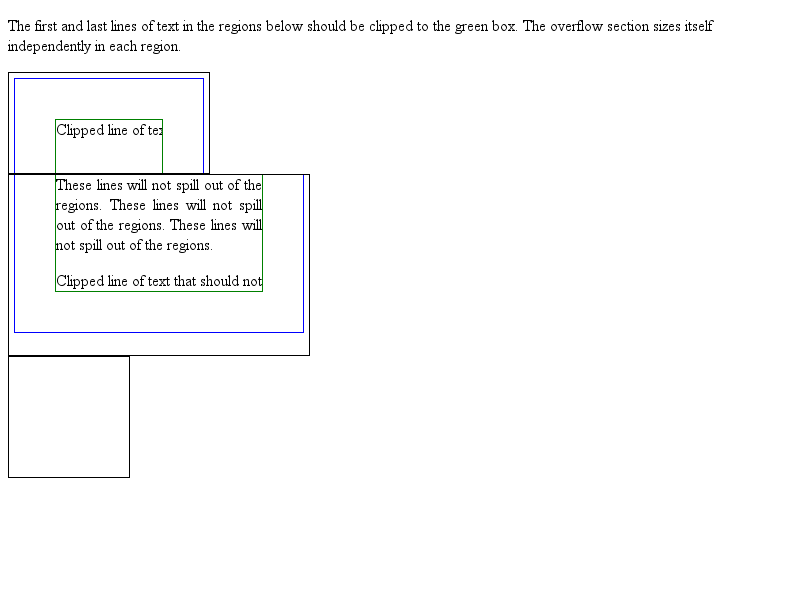 The first and last lines of text in the regions below should be clipped to the green box. The overflow section sizes itself
independently in each region.
Clipped line of tex
These lines will not spill out of the
regions. These lines will not spill
out of the regions. These lines will
not spill out of the regions.
Clipped line of text that should not